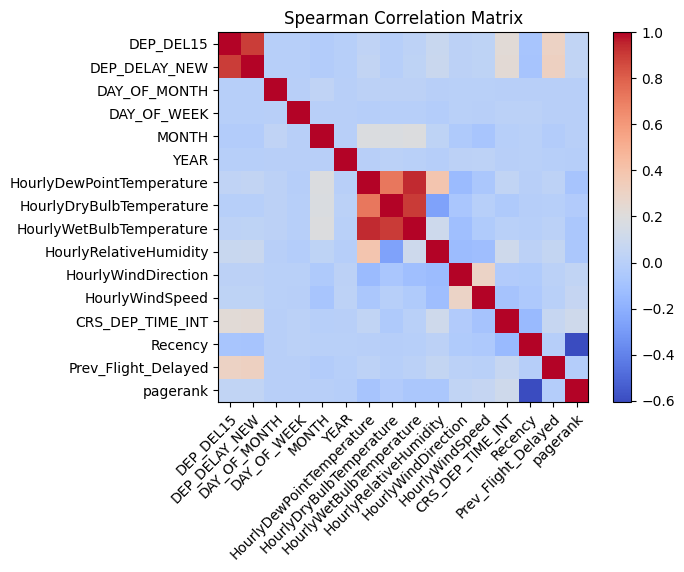 Spearman Correlation Matrix
DEP_DEL15
DEP_DELAY_NEW
DAY_OF_MONTH
DAY_OF_WEEK
MONTH
YEAR
HourlyDewPointTemperature
HourlyDryBulbTemperature
HourlyWetBulbTemperature
HourlyRelativeHumidity
HourlyWindDirection
HourlyWindSpeed
CRS_DEP_TIME_INT
Recency
Prev_Flight_Delayed
pagerank
DEP_DEL15
DEP_DELAY_NEW
DAY_OF_MONTH
DAY_OF_WEEK
MONTH
YEAR
HourlyDewPointTemperature
HourlyDryBulbTemperature
HourlyWetBulbTemperature
HourlyRelativeHumidity
HourlyWindDirection
HourlyWindSpeed
CRS_DEP_TIME_INT
Recency
Prev_Flight_Delayed
pagerank
1.0
0.8
0.6
0.4
0.2
0.0
−0.2
−0.4
−0.6